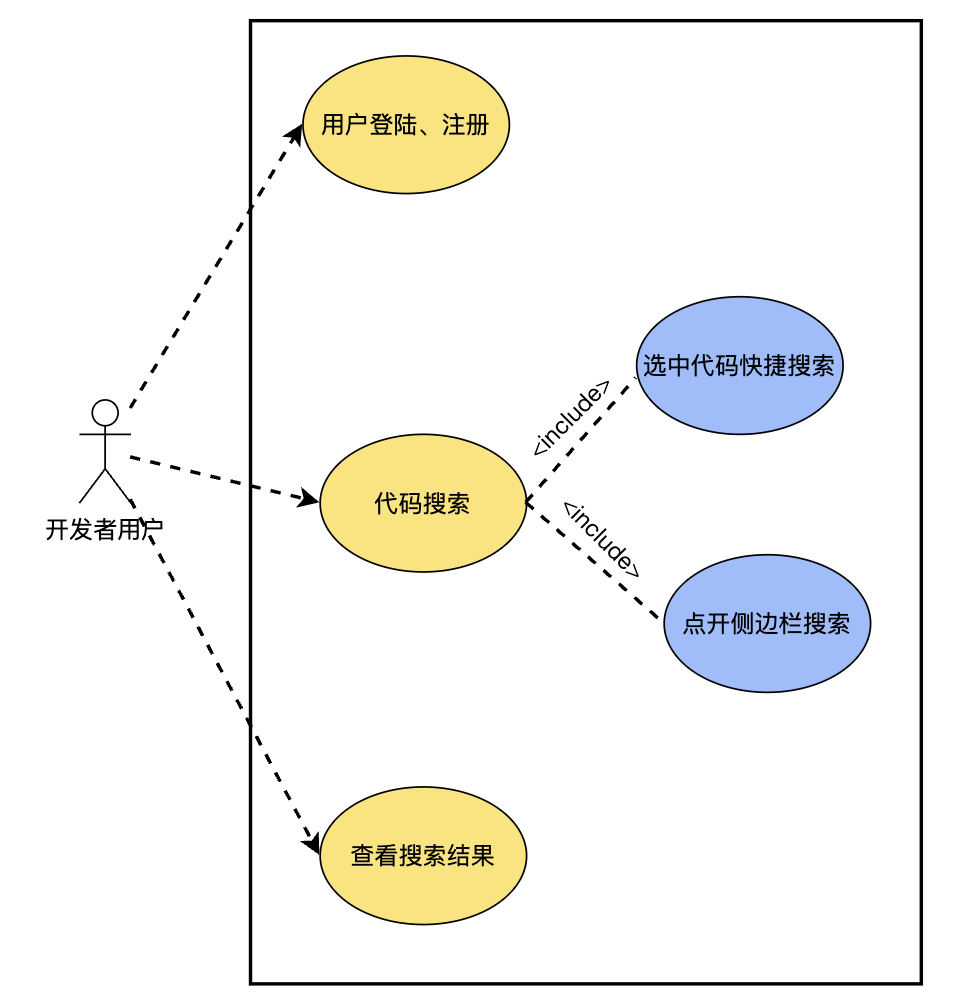 用户登陆、注册
选中代码快捷搜索
<include>
代码搜索
<include>
开发者用户
点开侧边栏搜索
查看搜索结果